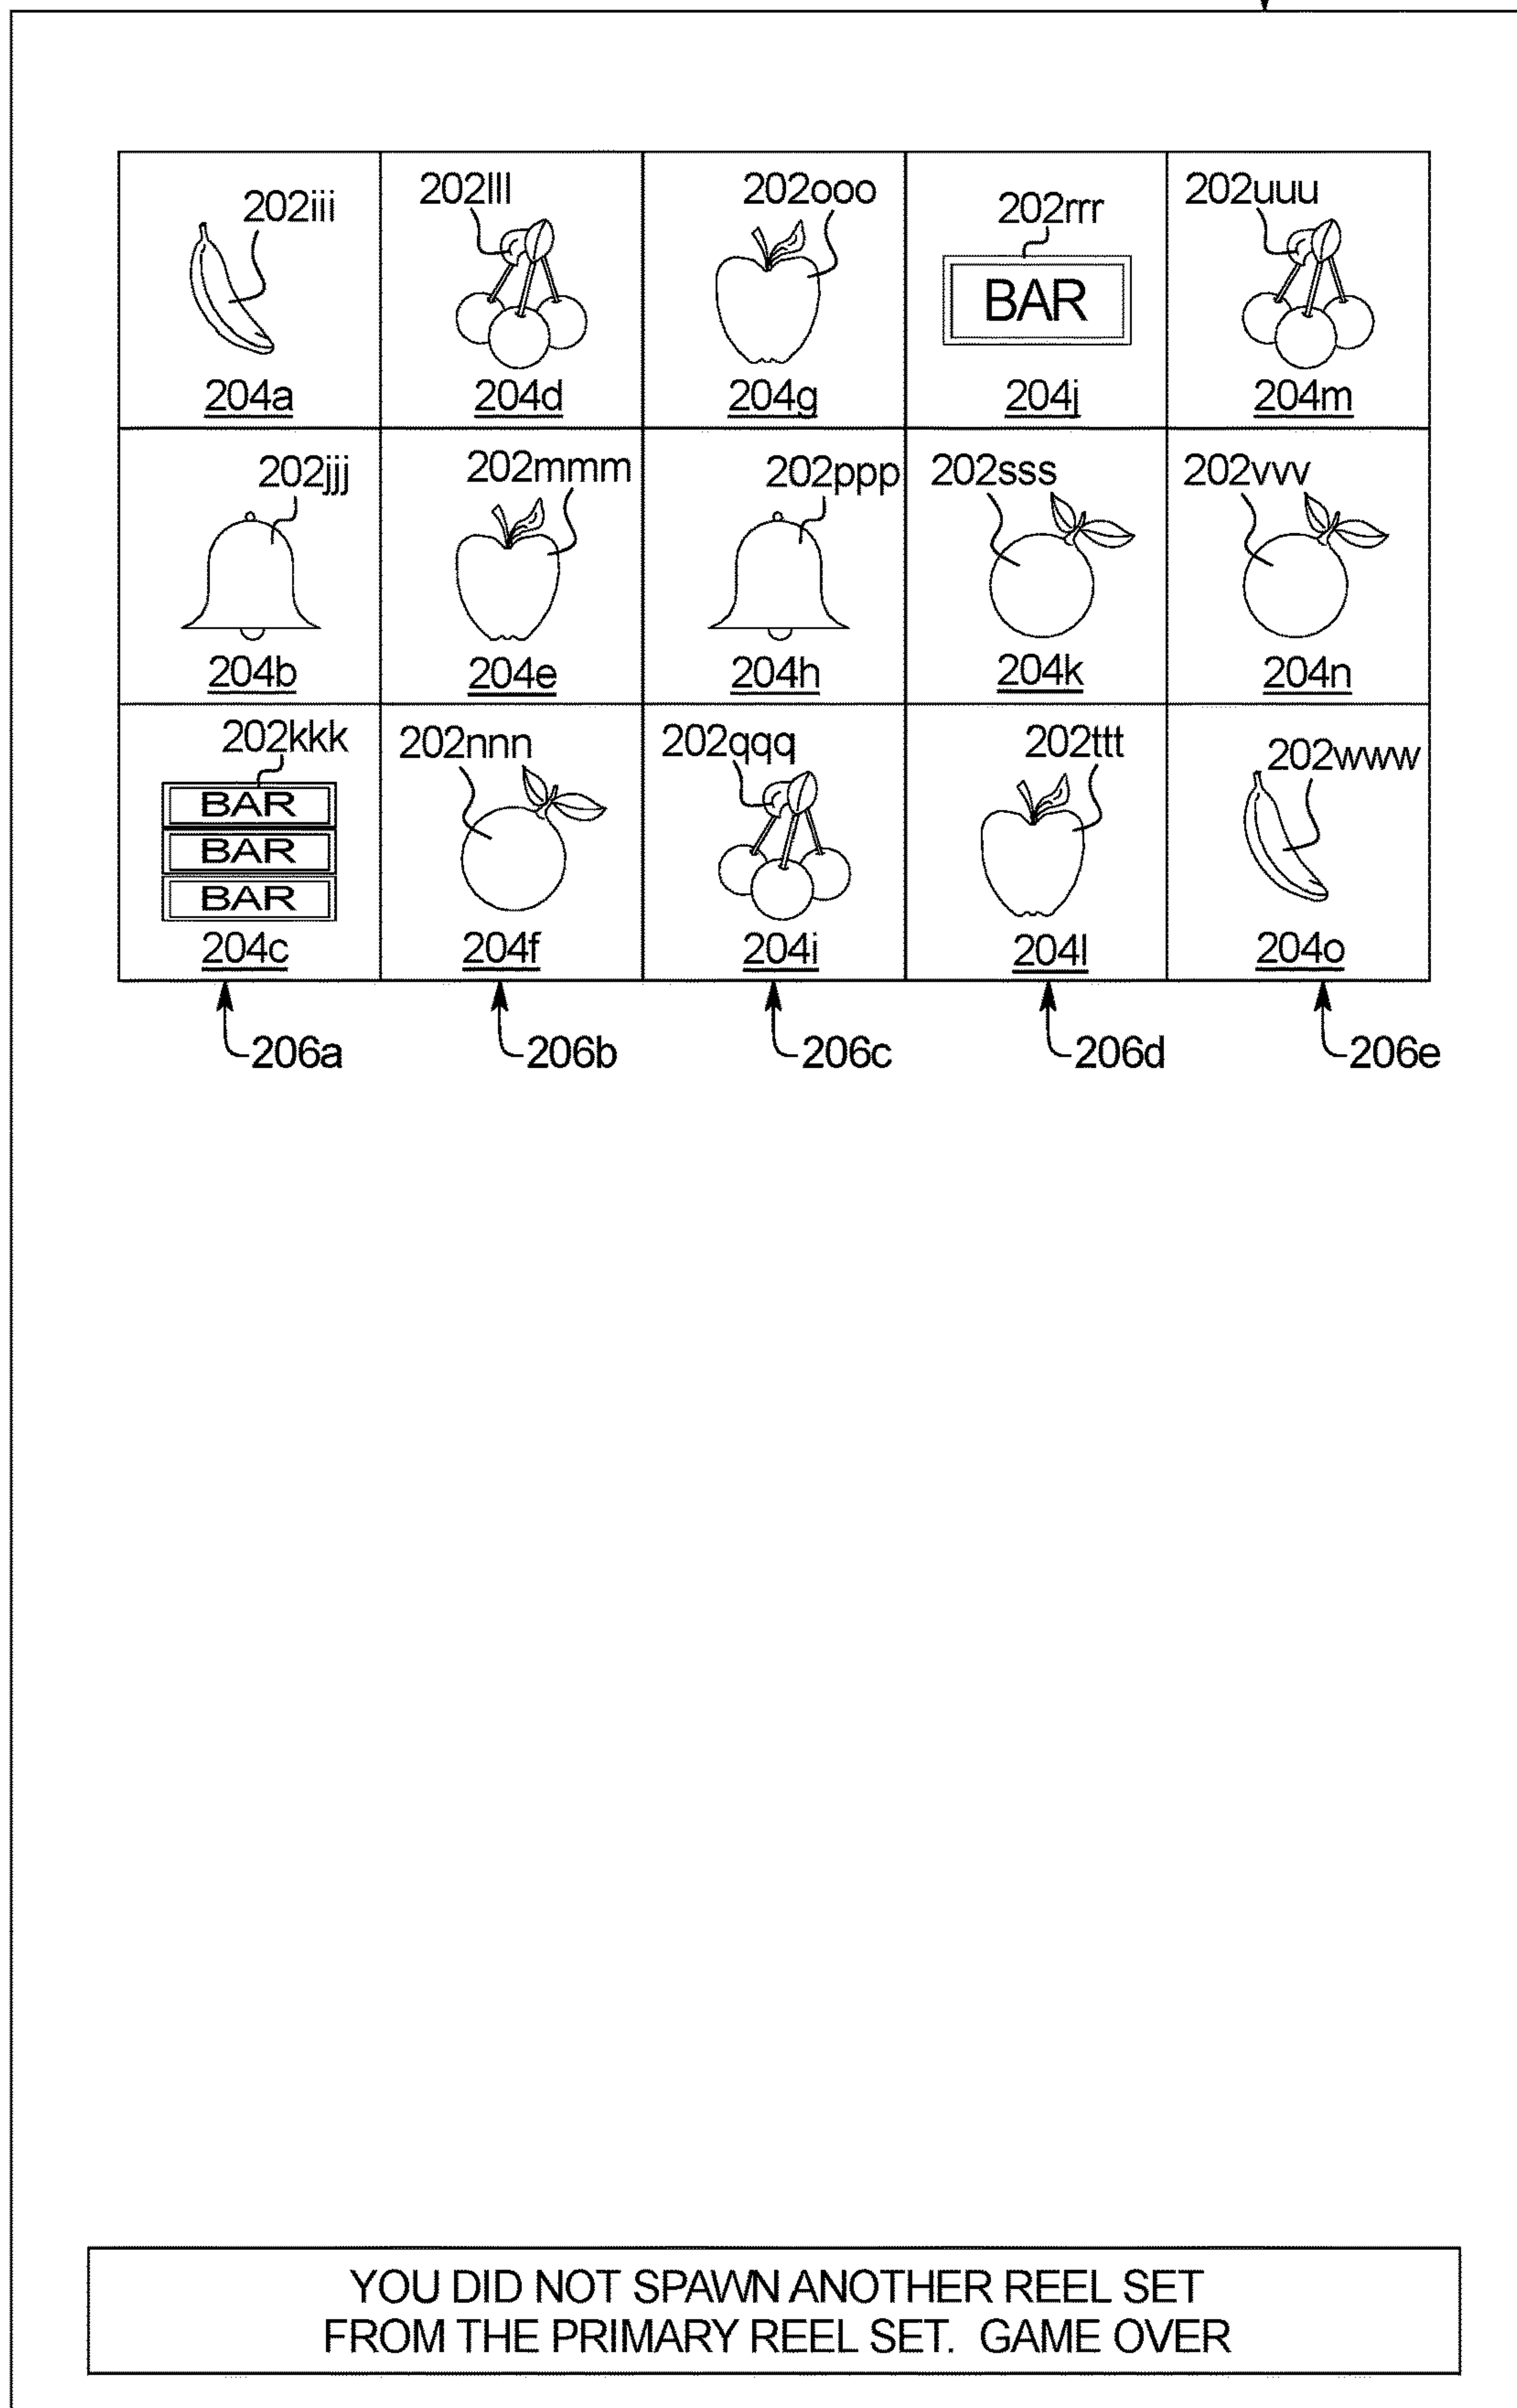 202iii 202lll 202ooo 202rrr 202uuu
BAR
204a 204d 204g 204j 204m
202jjj 202mmm 202ppp 202sss 202vvv
204b 204e 204h 204k 204n
202kkk 202nnn 202qqq 202ttt 202www
BAR
BAR
BAR
204c 204f 204i 204l 204o
206a 206b 206c 206d 206e
YOU DID NOT SPAWN ANOTHER REEL SET
FROM THE PRIMARY REEL SET. GAME OVER